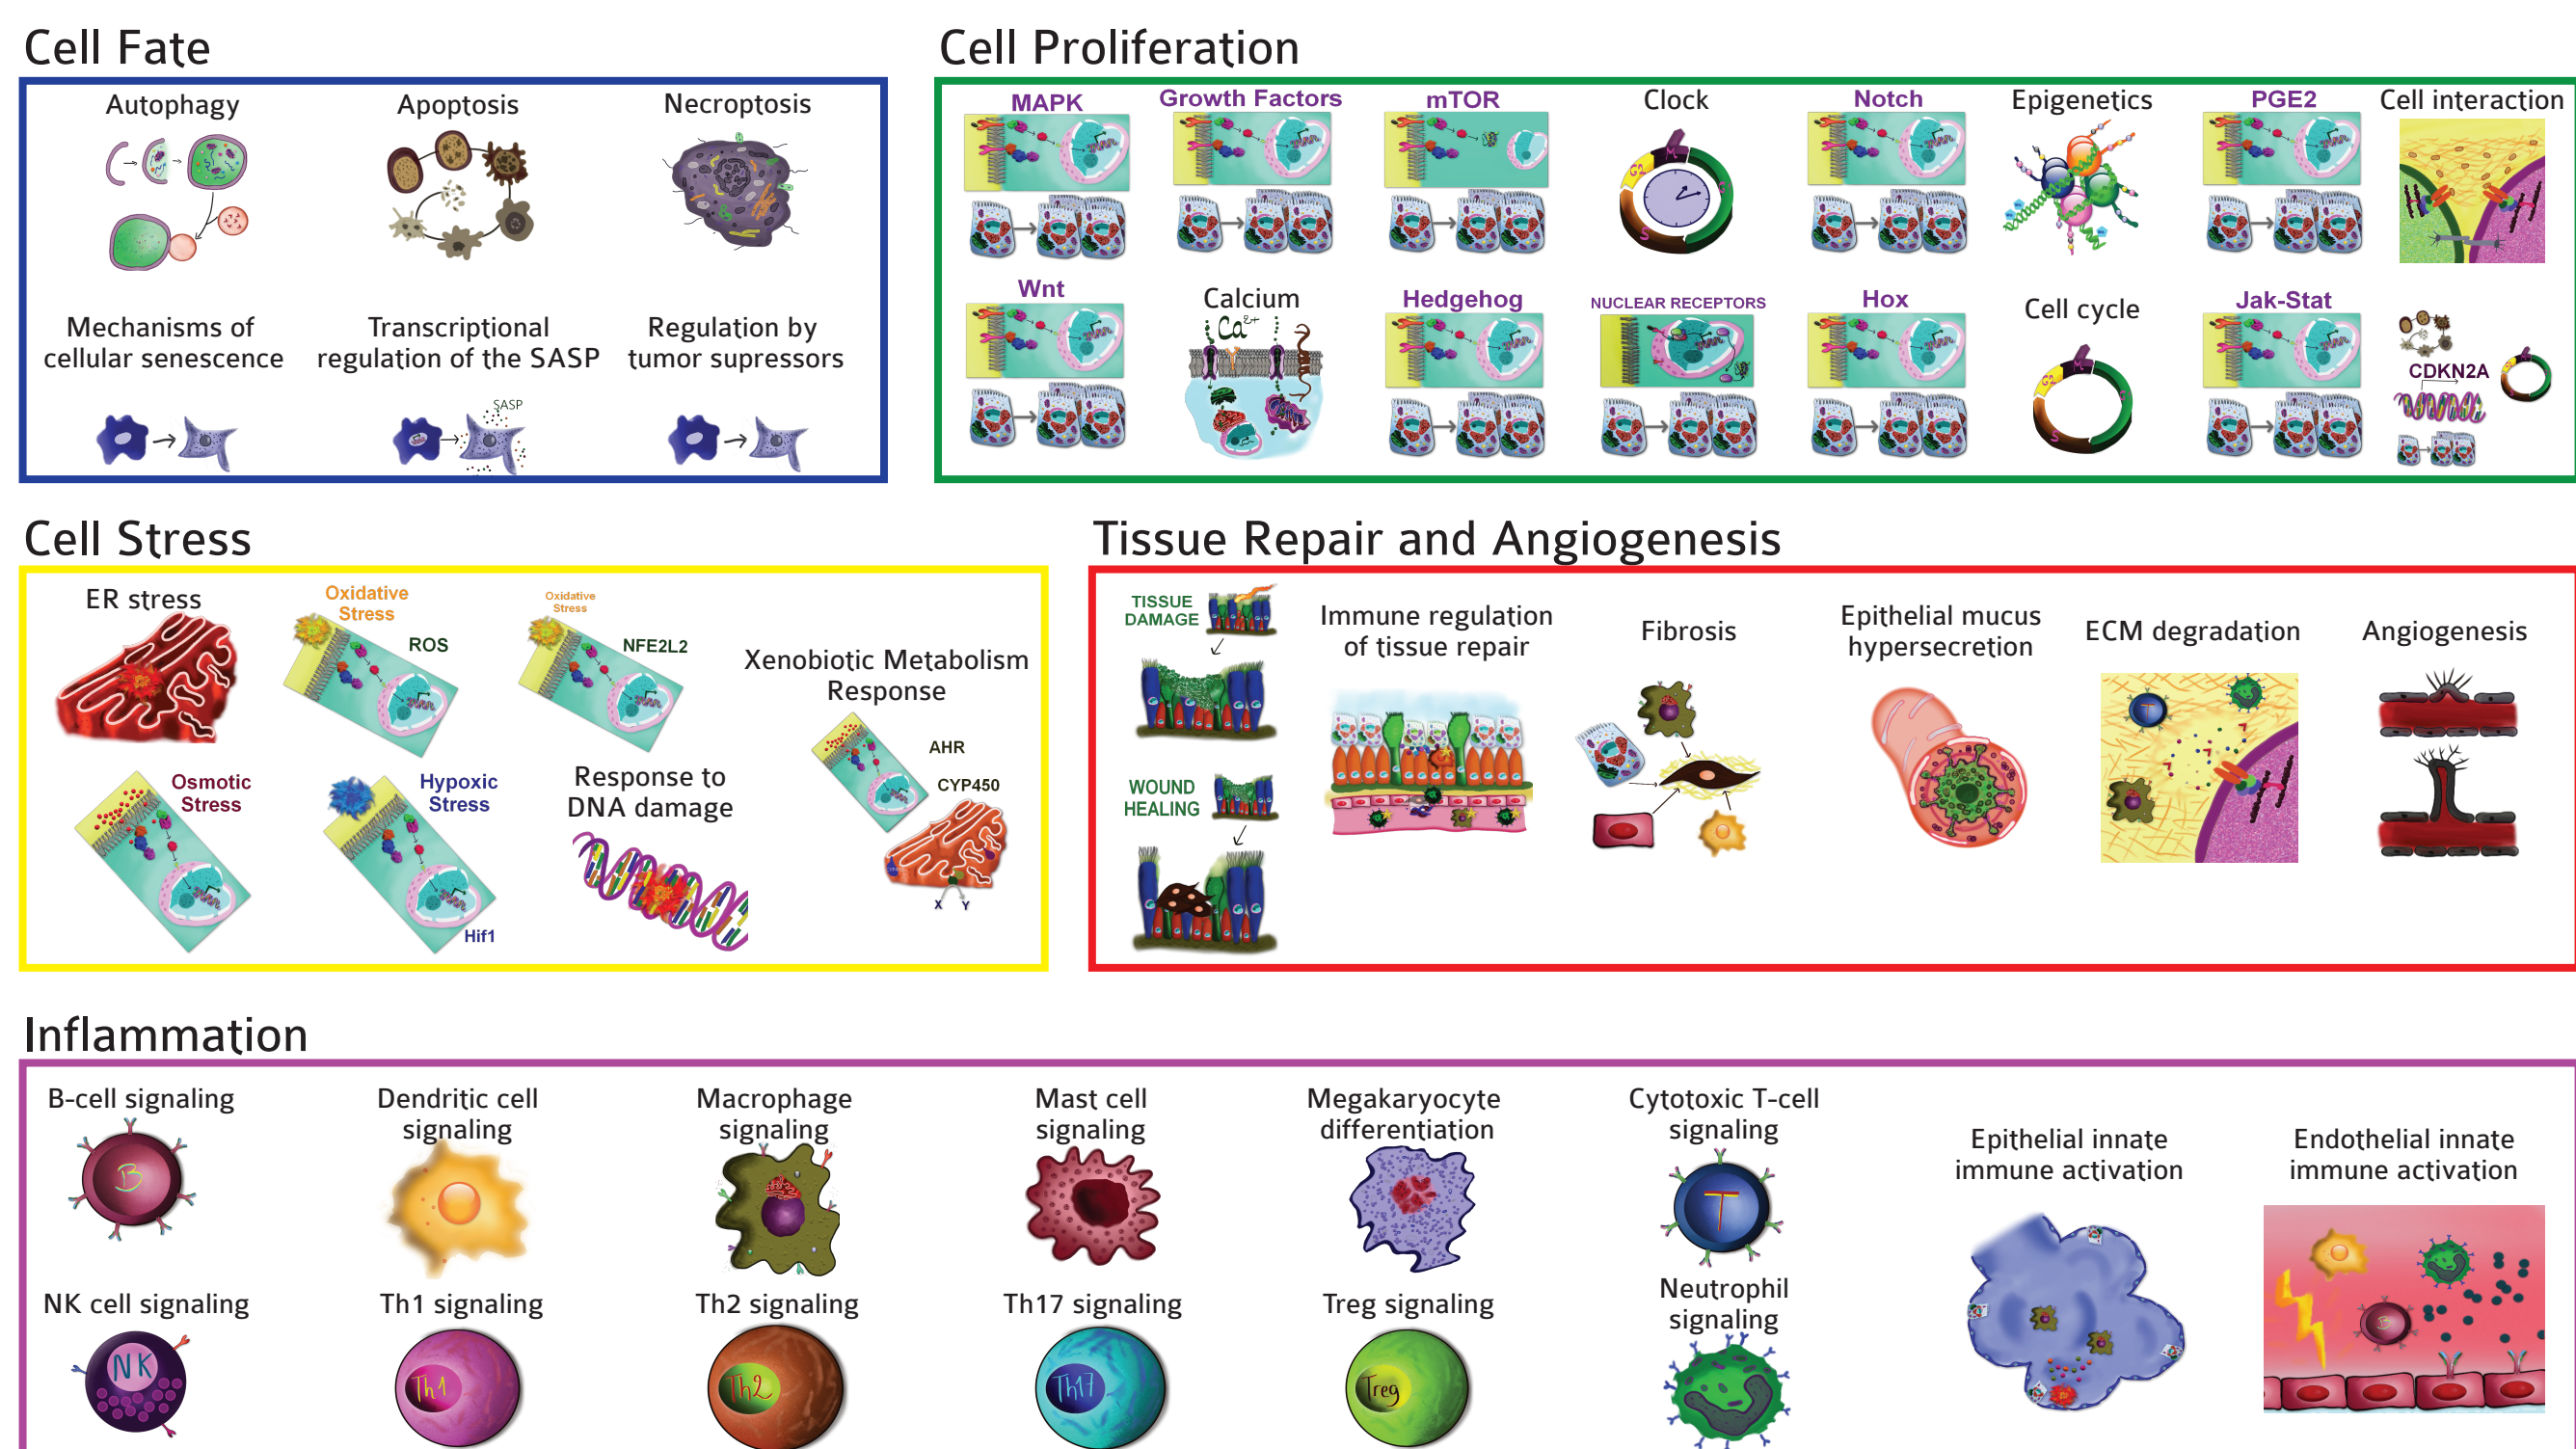 Cell Fate
Autophagy
Apoptosis
Necroptosis
Mechanisms of
cellular senescence
Transcriptional
regulation of the SASP
SASP
Regulation by
tumor supressors
Cell Proliferation
MAPK
Growth Factors
mTOR
Clock
G2
M
G
S
Notch
Epigenetics
PGE2
Cell interaction
Wnt
Calcium
Ca2+
Hedgehog
NUCLEAR RECEPTORS
Hox
Cell cycle
G2
M
G
S
Jak-Stat
CDKN2A
Cell Stress
ER stress
Oxidative
Stress
ROS
Oxidative
Stress
NFE2L2
Xenobiotic Metabolism
Response
AHR
CYP450
X Y
Osmotic
Stress
Hypoxic
Stress
Hif1
Response to
DNA damage
Tissue Repair and Angiogenesis
TISSUE
DAMAGE
WOUND
HEALING
Immune regulation
of tissue repair
Fibrosis
Epithelial mucus
hypersecretion
ECM degradation
T
Angiogenesis
Inflammation
B-cell signaling
B
Dendritic cell
signaling
Macrophage
signaling
Mast cell
signaling
Megakaryocyte
differentiation
Cytotoxic T-cell
signaling
T
Epithelial innate
immune activation
Endothelial innate
immune activation
B
NK cell signaling
NK
Th1 signaling
Th1
Th2 signaling
Th2
Th17 signaling
Th17
Treg signaling
Treg
Neutrophil
signaling